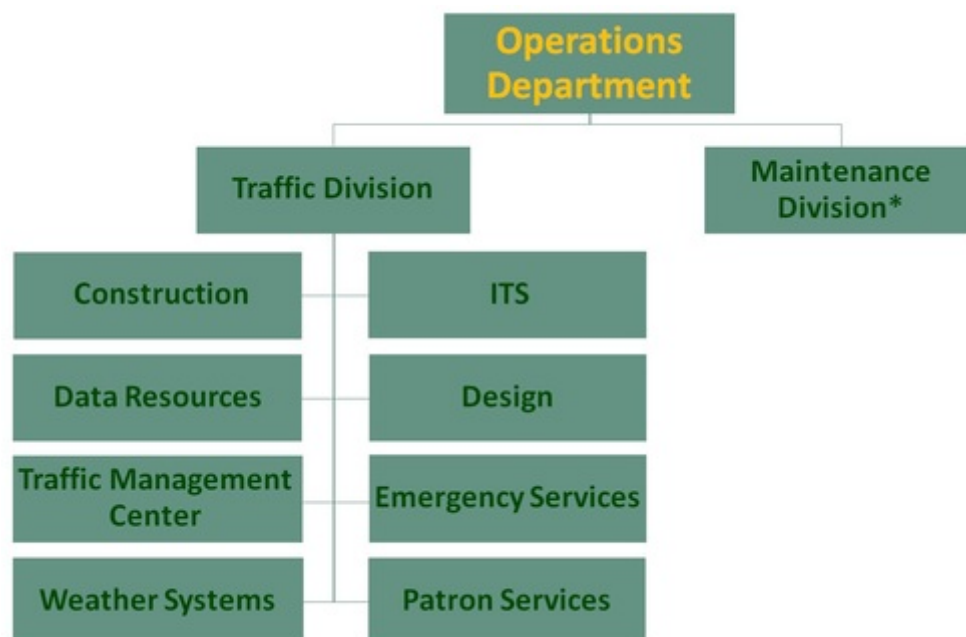 Operations
Department
Traffic Division
Maintenance
Division*
Construction
ITS
Data Resources
Design
Traffic Management
Center
Emergency Services
Weather Systems
Patron Services